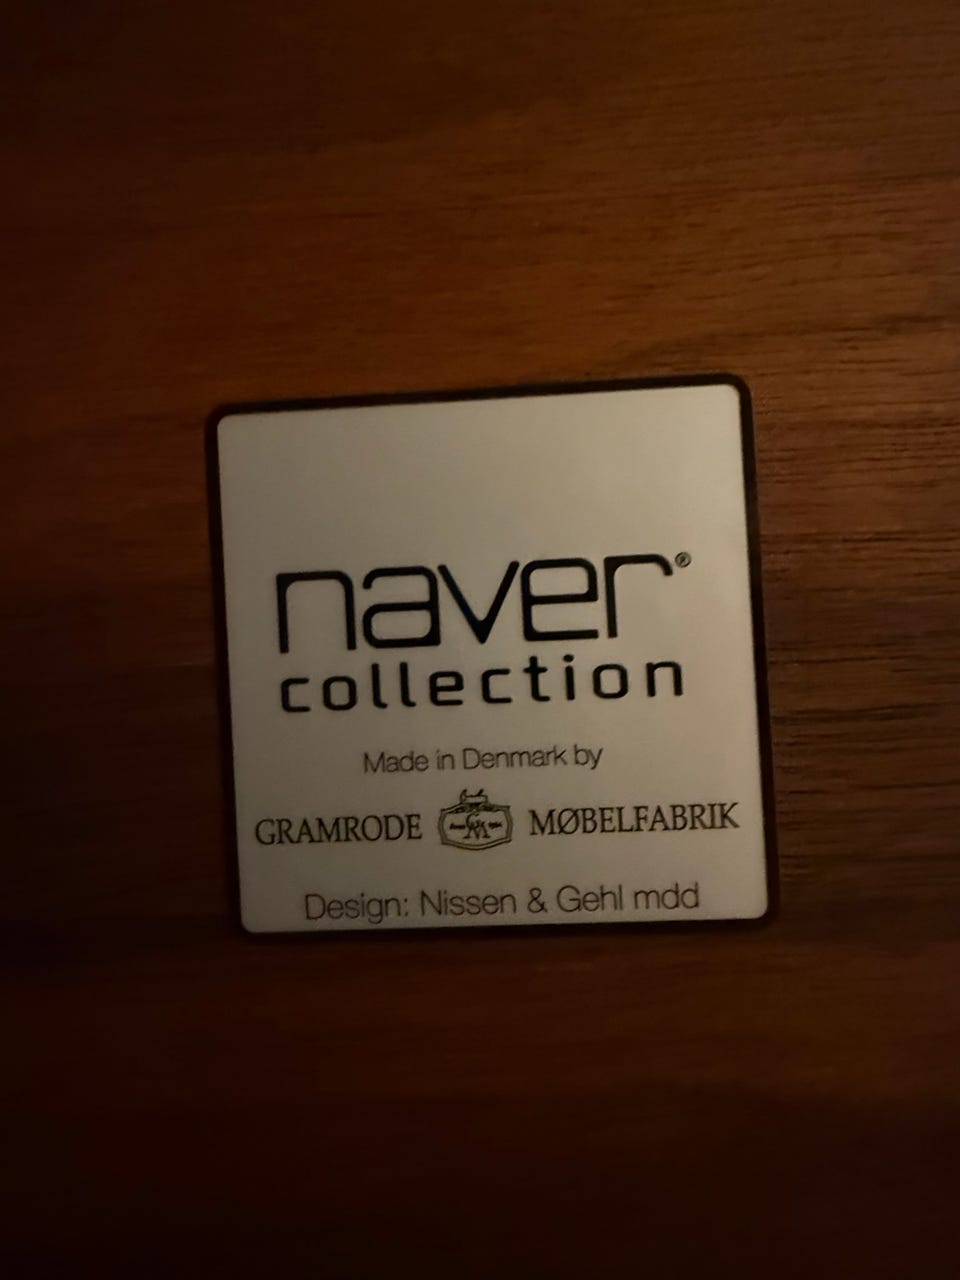 naver®
collection
Made in Denmark by
GRAMRODE MØBELFABRIK
Design: Nissen & Gehl mdd